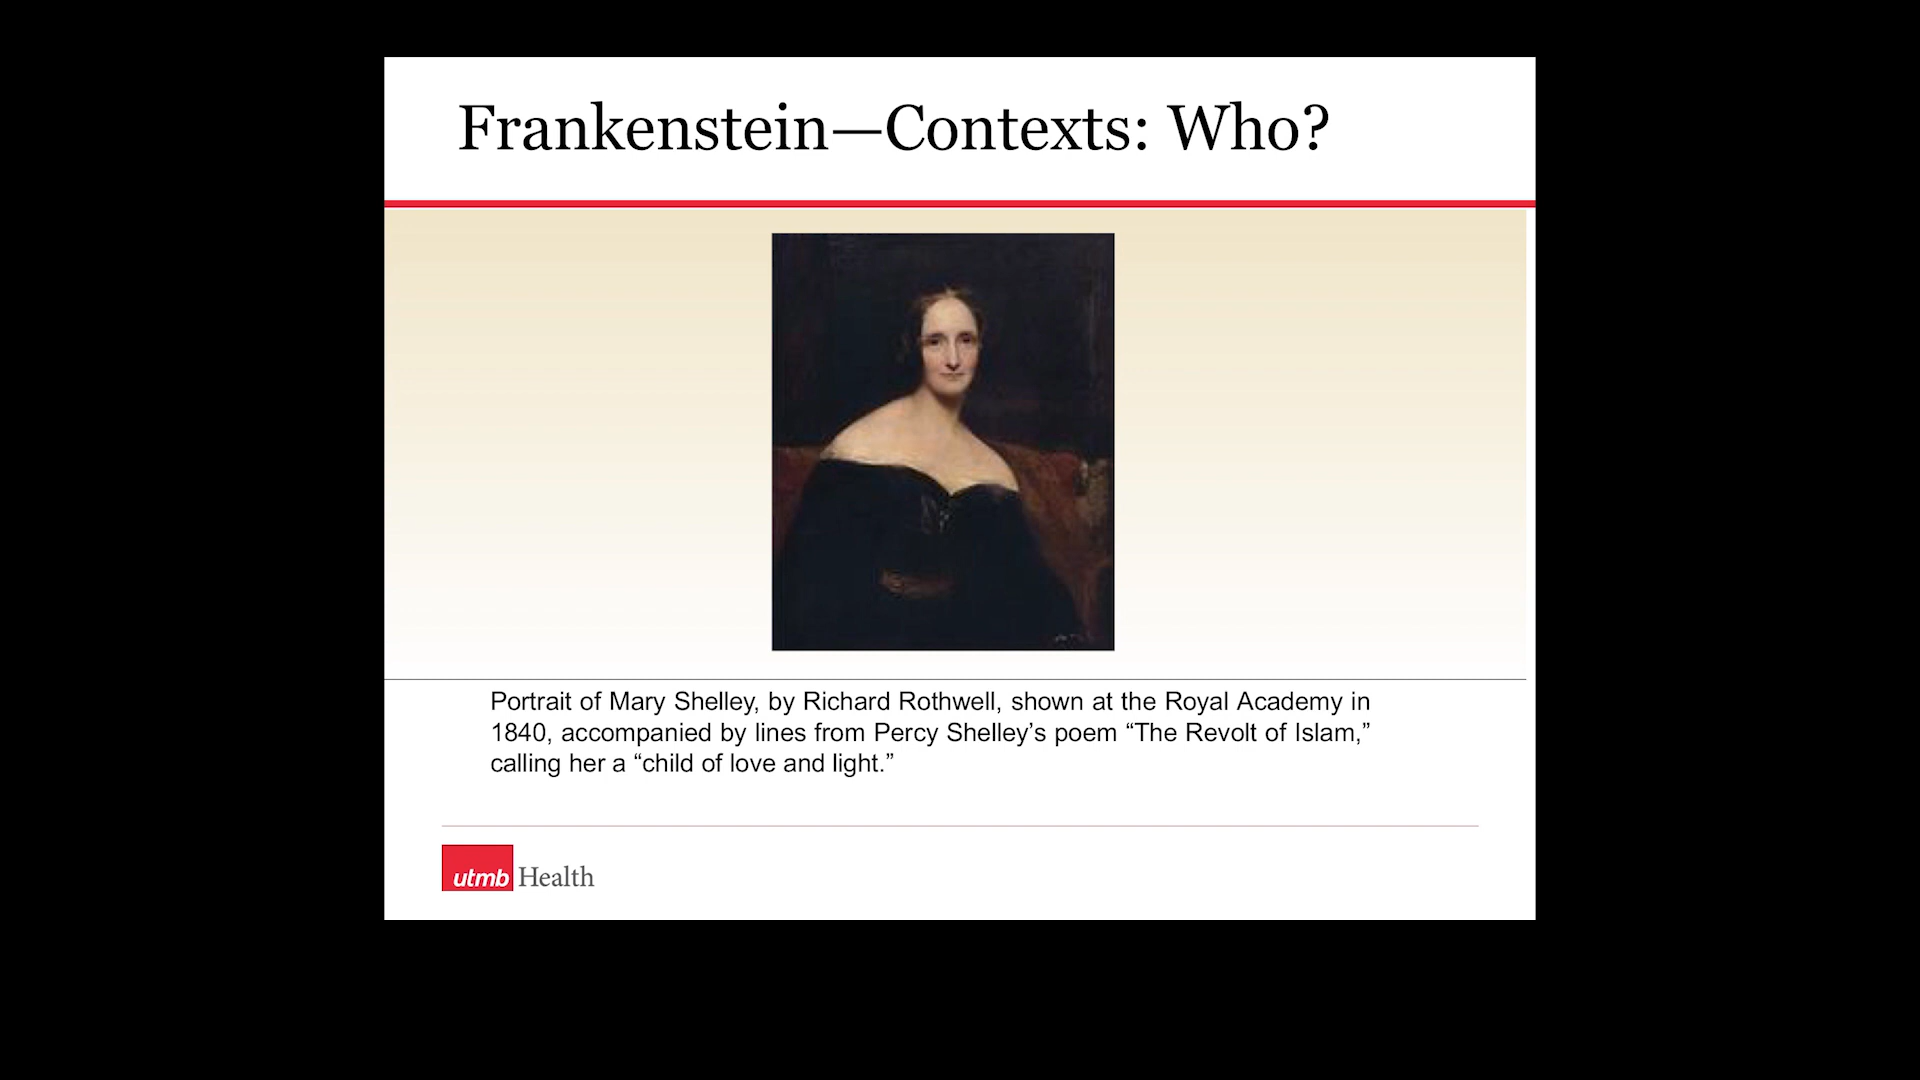 Frankenstein—Contexts: Who?
Portrait of Mary Shelley, by Richard Rothwell, shown at the Royal Academy in
1840, accompanied by lines from Percy Shelley’s poem “The Revolt of Islam,”
calling her a “child of love and light.”
utmb Health